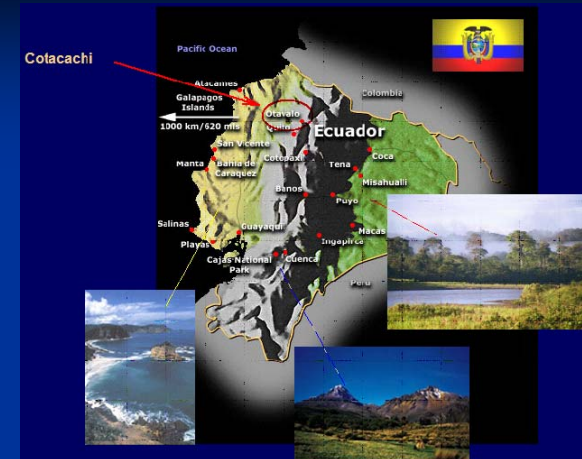 Pacific Ocean
Cotacachi
Atacames
Colombia
Galapagos
Islands
Otavalo
1000 km/620 mls
Quito
Ecuador
San Vicente
Coca
Manta
Bahia de
Caraquez
Cotopaxi
Tena
Misahualli
Banos
Puyo
Salinas
Guayaquil
Macas
Playas
Ingapirca
Cajas National
Park
Cuenca
Peru